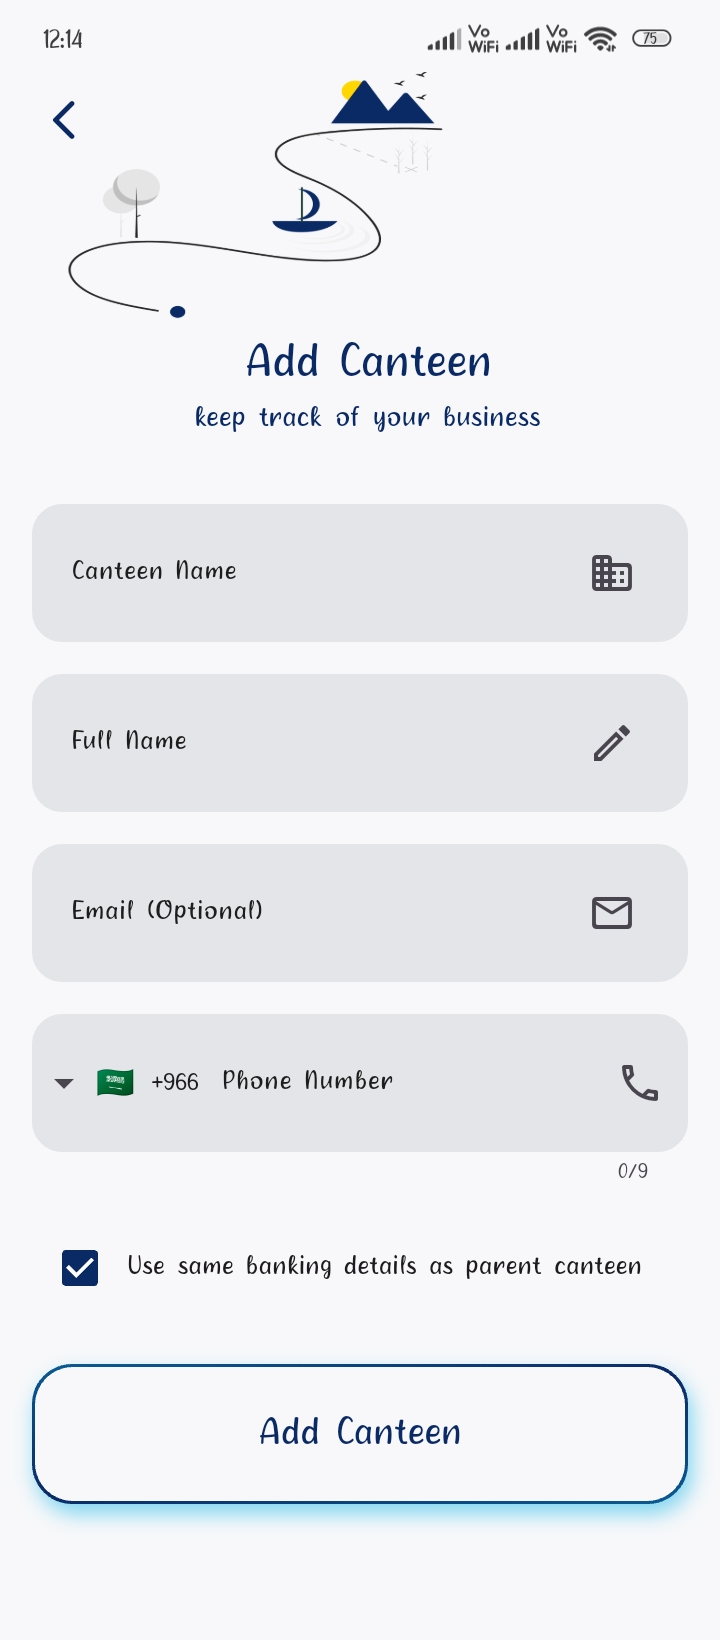 12:14
Vo WiFi Vo WiFi 75
Add Canteen
keep track of your business
Canteen Name
Full Name
Email (Optional)
+966 Phone Number
0/9
Use same banking details as parent canteen
Add Canteen